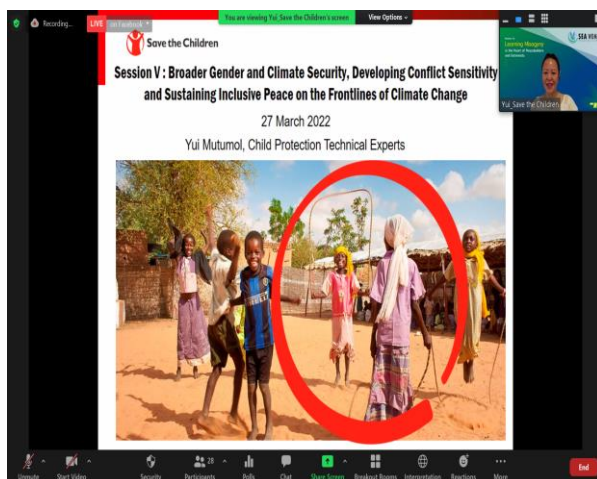 Recording...
LIVE
You are viewing Yui_Save the Children's screen
View Options
Save the Children
Session V : Broader Gender and Climate Security, Developing Conflict Sensitivity
and Sustaining Inclusive Peace on the Frontlines of Climate Change
27 March 2022
Yui Mutumol, Child Protection Technical Experts
Learning
Yui_Save the Children
Unmute
Start Video
Security
Participants
28
Polls
Chat
Share Screen
Breakout Rooms
Interpretation
Reactions
More
End